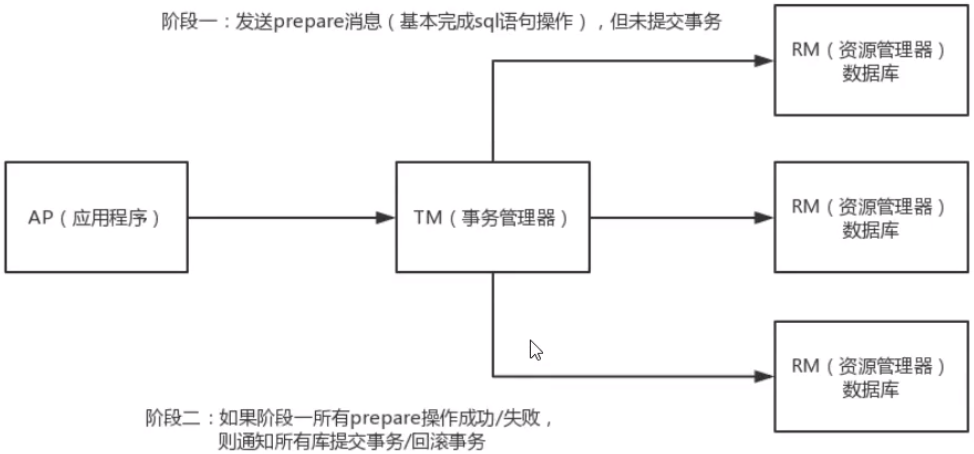 阶段一：发送prepare消息（基本完成sql语句操作），但未提交事务
RM（资源管理器）
数据库
AP（应用程序）
TM（事务管理器）
RM（资源管理器）
数据库
RM（资源管理器）
数据库
阶段二：如果阶段一所有prepare操作成功/失败，
则通知所有库提交事务/回滚事务